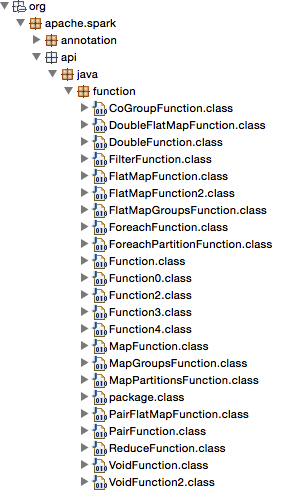 org
apache.spark
annotation
api
java
function
CoGroupFunction.class
DoubleFlatMapFunction.class
DoubleFunction.class
FilterFunction.class
FlatMapFunction.class
FlatMapFunction2.class
FlatMapGroupsFunction.class
ForeachFunction.class
ForeachPartitionFunction.class
Function.class
Function0.class
Function2.class
Function3.class
Function4.class
MapFunction.class
MapGroupsFunction.class
MapPartitionsFunction.class
package.class
PairFlatMapFunction.class
PairFunction.class
ReduceFunction.class
VoidFunction.class
VoidFunction2.class